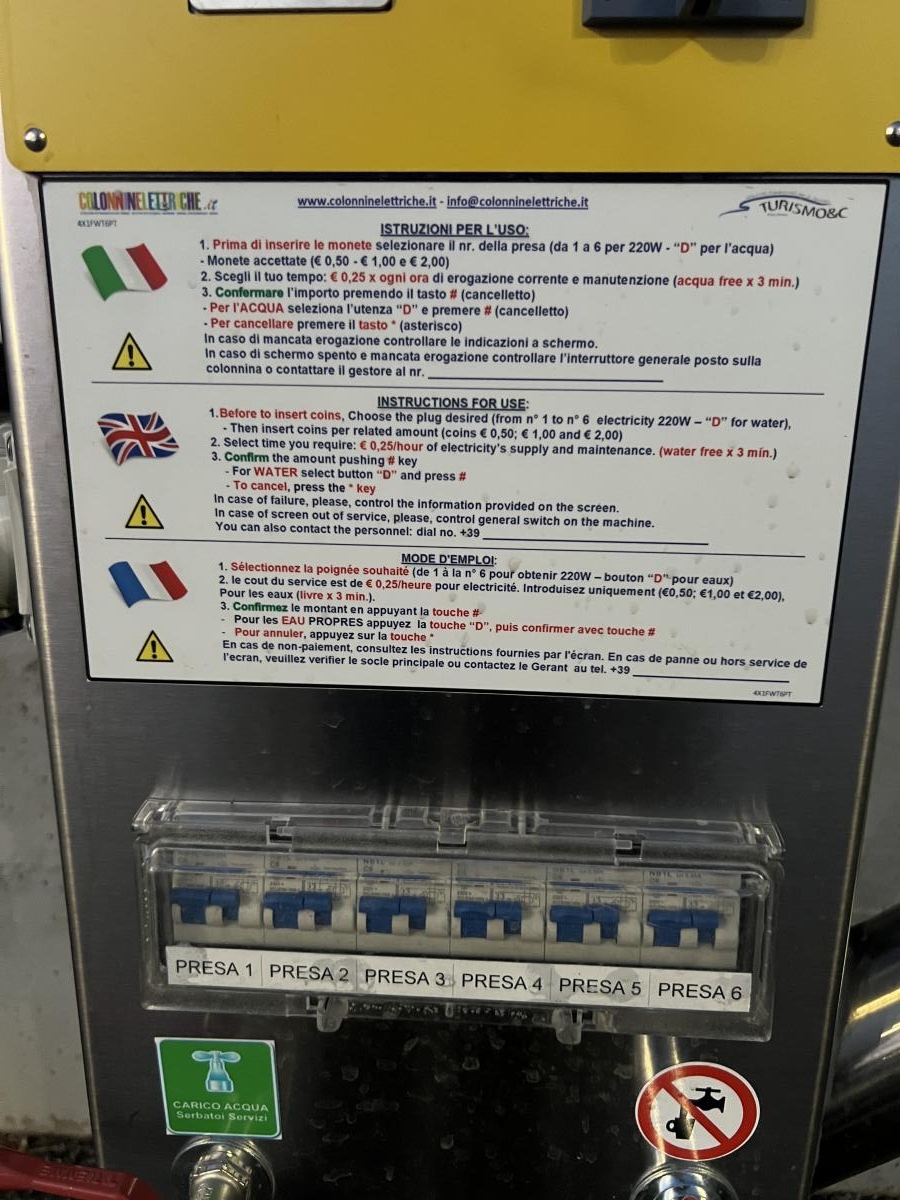 COLONNINELETTRICHE.it
www.colonninelettriche.it - info@colonninelettriche.it
TURISMO&C
4X1FWT6PT
ISTRUZIONI PER L'USO:
1. Prima di inserire le monete selezionare il nr. della presa (da 1 a 6 per 220W - “D” per l'acqua)
- Monete accettate (€ 0,50 - € 1,00 e € 2,00)
2. Scegli il tuo tempo: € 0,25 x ogni ora di erogazione corrente e manutenzione (acqua free x 3 min.)
3. Confermare l'importo premendo il tasto # (cancelletto)
- Per l'ACQUA seleziona l'utenza “D” e premere # (cancelletto)
- Per cancellare premere il tasto * (asterisco)
In caso di mancata erogazione controllare le indicazioni a schermo.
In caso di schermo spento e mancata erogazione controllare l'interruttore generale posto sulla
colonnina o contattare il gestore al nr.
INSTRUCTIONS FOR USE:
1.Before to insert coins, Choose the plug desired (from n° 1 to n° 6 electricity 220W – “D” for water),
- Then insert coins per related amount (coins € 0,50; € 1,00 and € 2,00)
2. Select time you require: € 0,25/hour of electricity's supply and maintenance. (water free x 3 min.)
3. Confirm the amount pushing # key
- For WATER select button “D” and press #
- To cancel, press the * key
In case of failure, please, control the information provided on the screen.
In case of screen out of service, please, control general switch on the machine.
You can also contact the personnel: dial no. +39
MODE D'EMPLOI:
1. Sélectionnez la poignée souhaité (de 1 à la n° 6 pour obtenir 220W – bouton “D” pour eaux)
2. le cout du service est de € 0,25/heure pour electricité. Introduisez uniquement (€0,50; €1,00 et €2,00),
Pour les eaux (livre x 3 min.).
3. Confirmez le montant en appuyant la touche #
- Pour les EAU PROPRES appuyez la touche “D”, puis confirmer avec touche #
- Pour annuler, appuyez sur la touche *
En cas de non-paiement, consultez les instructions fournies par l'écran. En cas de panne ou hors service de
l'ecran, veuillez verifier le socle principale ou contactez le Gerant au tel. +39
4X1FWT6PT
PRESA 1 PRESA 2 PRESA 3 PRESA 4 PRESA 5 PRESA 6
CARICO ACQUA
Serbatoi Servizi